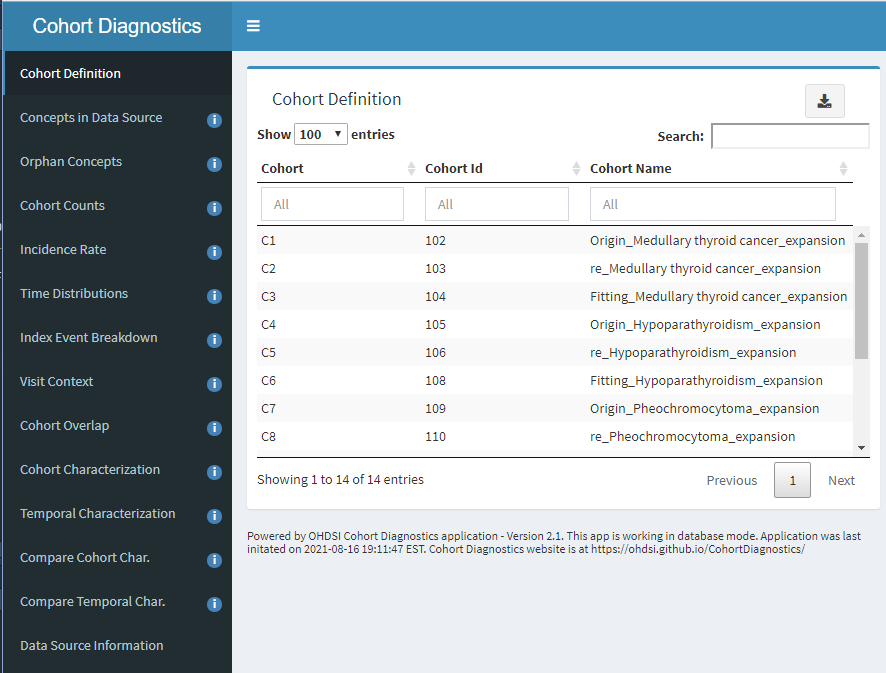 Cohort Diagnostics
Cohort Definition
Concepts in Data Source
Orphan Concepts
Cohort Counts
Incidence Rate
Time Distributions
Index Event Breakdown
Visit Context
Cohort Overlap
Cohort Characterization
Temporal Characterization
Compare Cohort Char.
Compare Temporal Char.
Data Source Information
Cohort Definition
Show 100 entries Search:
Cohort Cohort Id Cohort Name
All All All
C1 102 Origin_Medullary thyroid cancer_expansion
C2 103 re_Medullary thyroid cancer_expansion
C3 104 Fitting_Medullary thyroid cancer_expansion
C4 105 Origin_Hypoparathyroidism_expansion
C5 106 re_Hypoparathyroidism_expansion
C6 108 Fitting_Hypoparathyroidism_expansion
C7 109 Origin_Pheochromocytoma_expansion
C8 110 re_Pheochromocytoma_expansion
Showing 1 to 14 of 14 entries Previous 1 Next
Powered by OHDSI Cohort Diagnostics application - Version 2.1. This app is working in database mode. Application was last
initated on 2021-08-16 19:11:47 EST. Cohort Diagnostics website is at https://ohdsi.github.io/CohortDiagnostics/